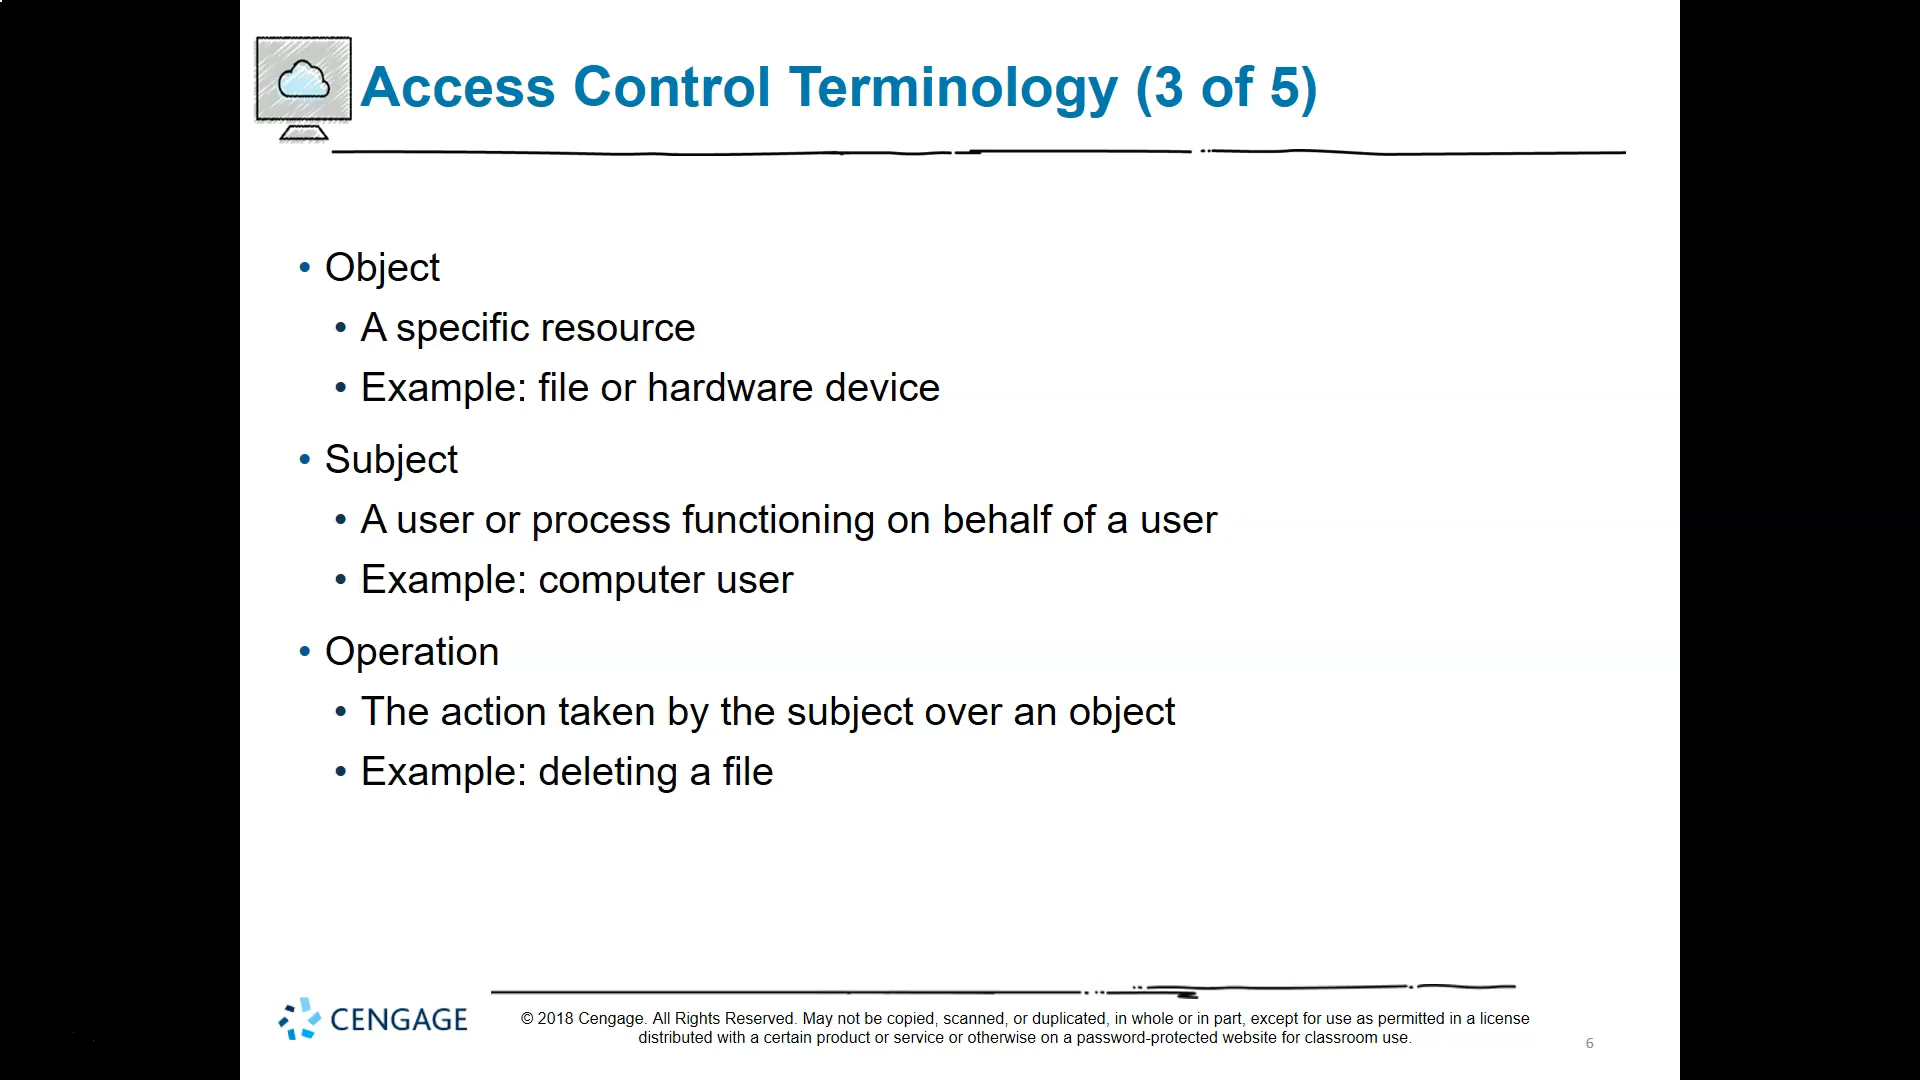 Access Control Terminology (3 of 5)
• Object
• A specific resource
• Example: file or hardware device
• Subject
• A user or process functioning on behalf of a user
• Example: computer user
• Operation
• The action taken by the subject over an object
• Example: deleting a file
CENGAGE
© 2018 Cengage. All Rights Reserved. May not be copied, scanned, or duplicated, in whole or in part, except for use as permitted in a license
distributed with a certain product or service or otherwise on a password-protected website for classroom use.
6